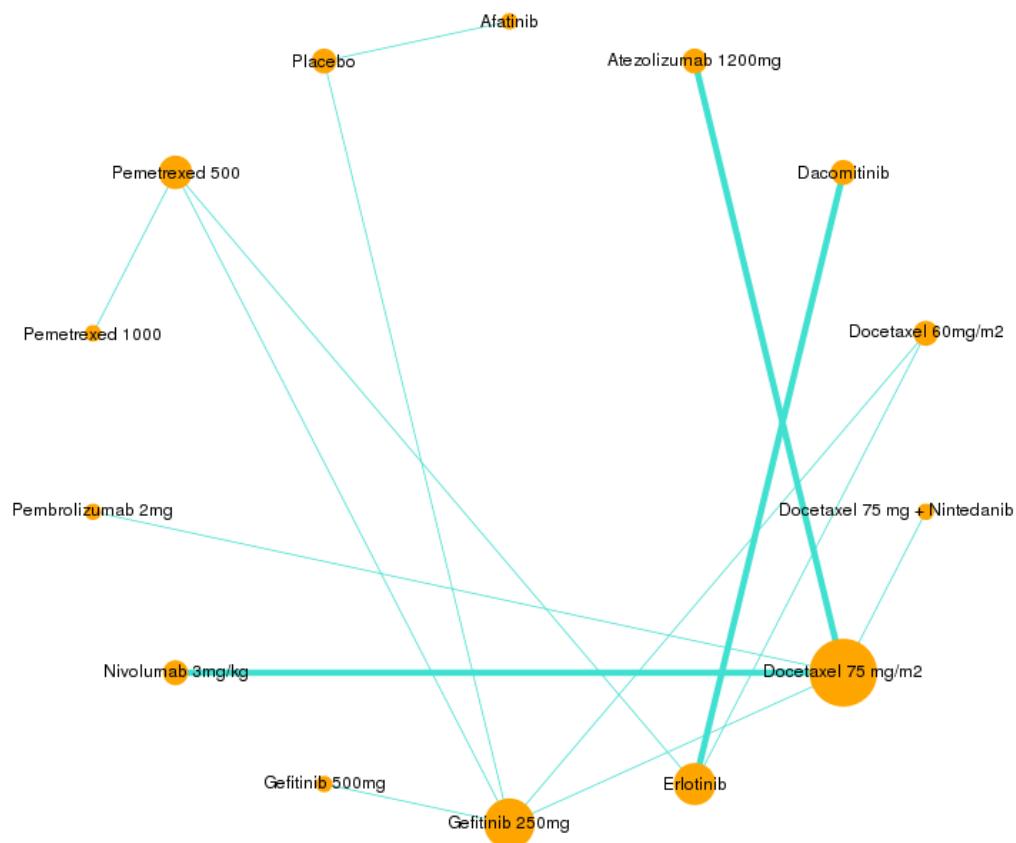 Afatinib
Placebo
Atezolizumab 1200mg
Pemetrexed 500
Dacomitinib
Pemetrexed 1000
Docetaxel 60mg/m2
Pembrolizumab 2mg
Docetaxel 75 mg + Nintedanib
Nivolumab 3mg/kg
Docetaxel 75 mg/m2
Gefitinib 500mg
Erlotinib
Gefitinib 250mg